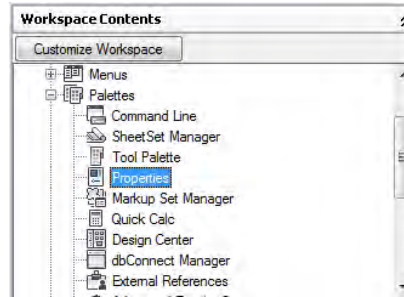 Workspace Contents
Customize Workspace
Menus
Palettes
Command Line
SheetSet Manager
Tool Palette
Properties
Markup Set Manager
Quick Calc
Design Center
dbConnect Manager
External References